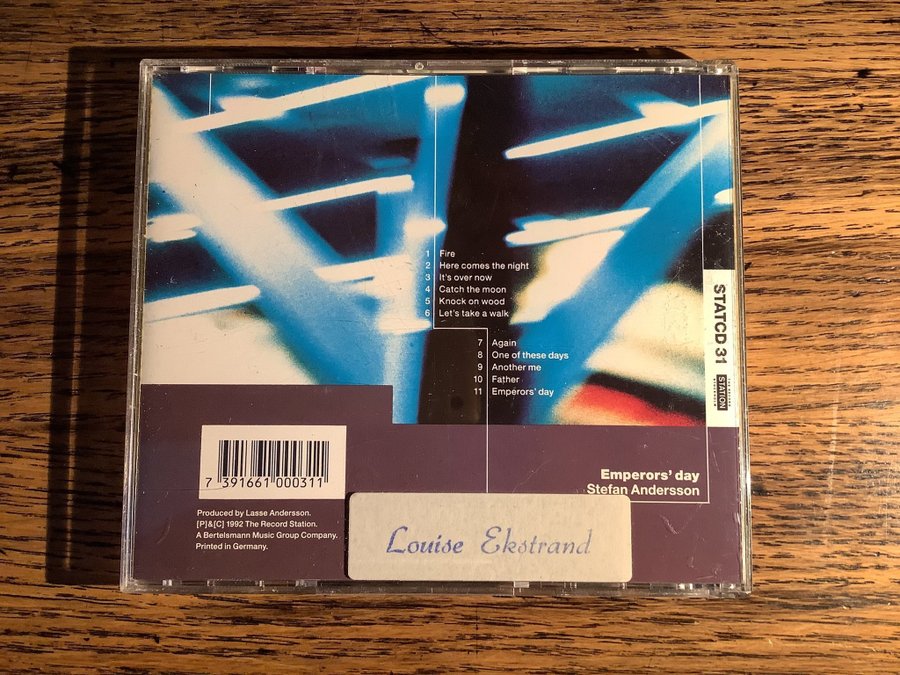 1 Fire
2 Here comes the night
3 It's over now
4 Catch the moon
5 Knock on wood
6 Let's take a walk
7 Again
8 One of these days
9 Another me
10 Father
11 Emperors' day
STATCD 31
STATION
7 391661 000311
Emperors' day
Stefan Andersson
Produced by Lasse Andersson.
[P]&[C] 1992 The Record Station.
A Bertelsmann Music Group Company.
Printed in Germany.
Louise Ekstrand